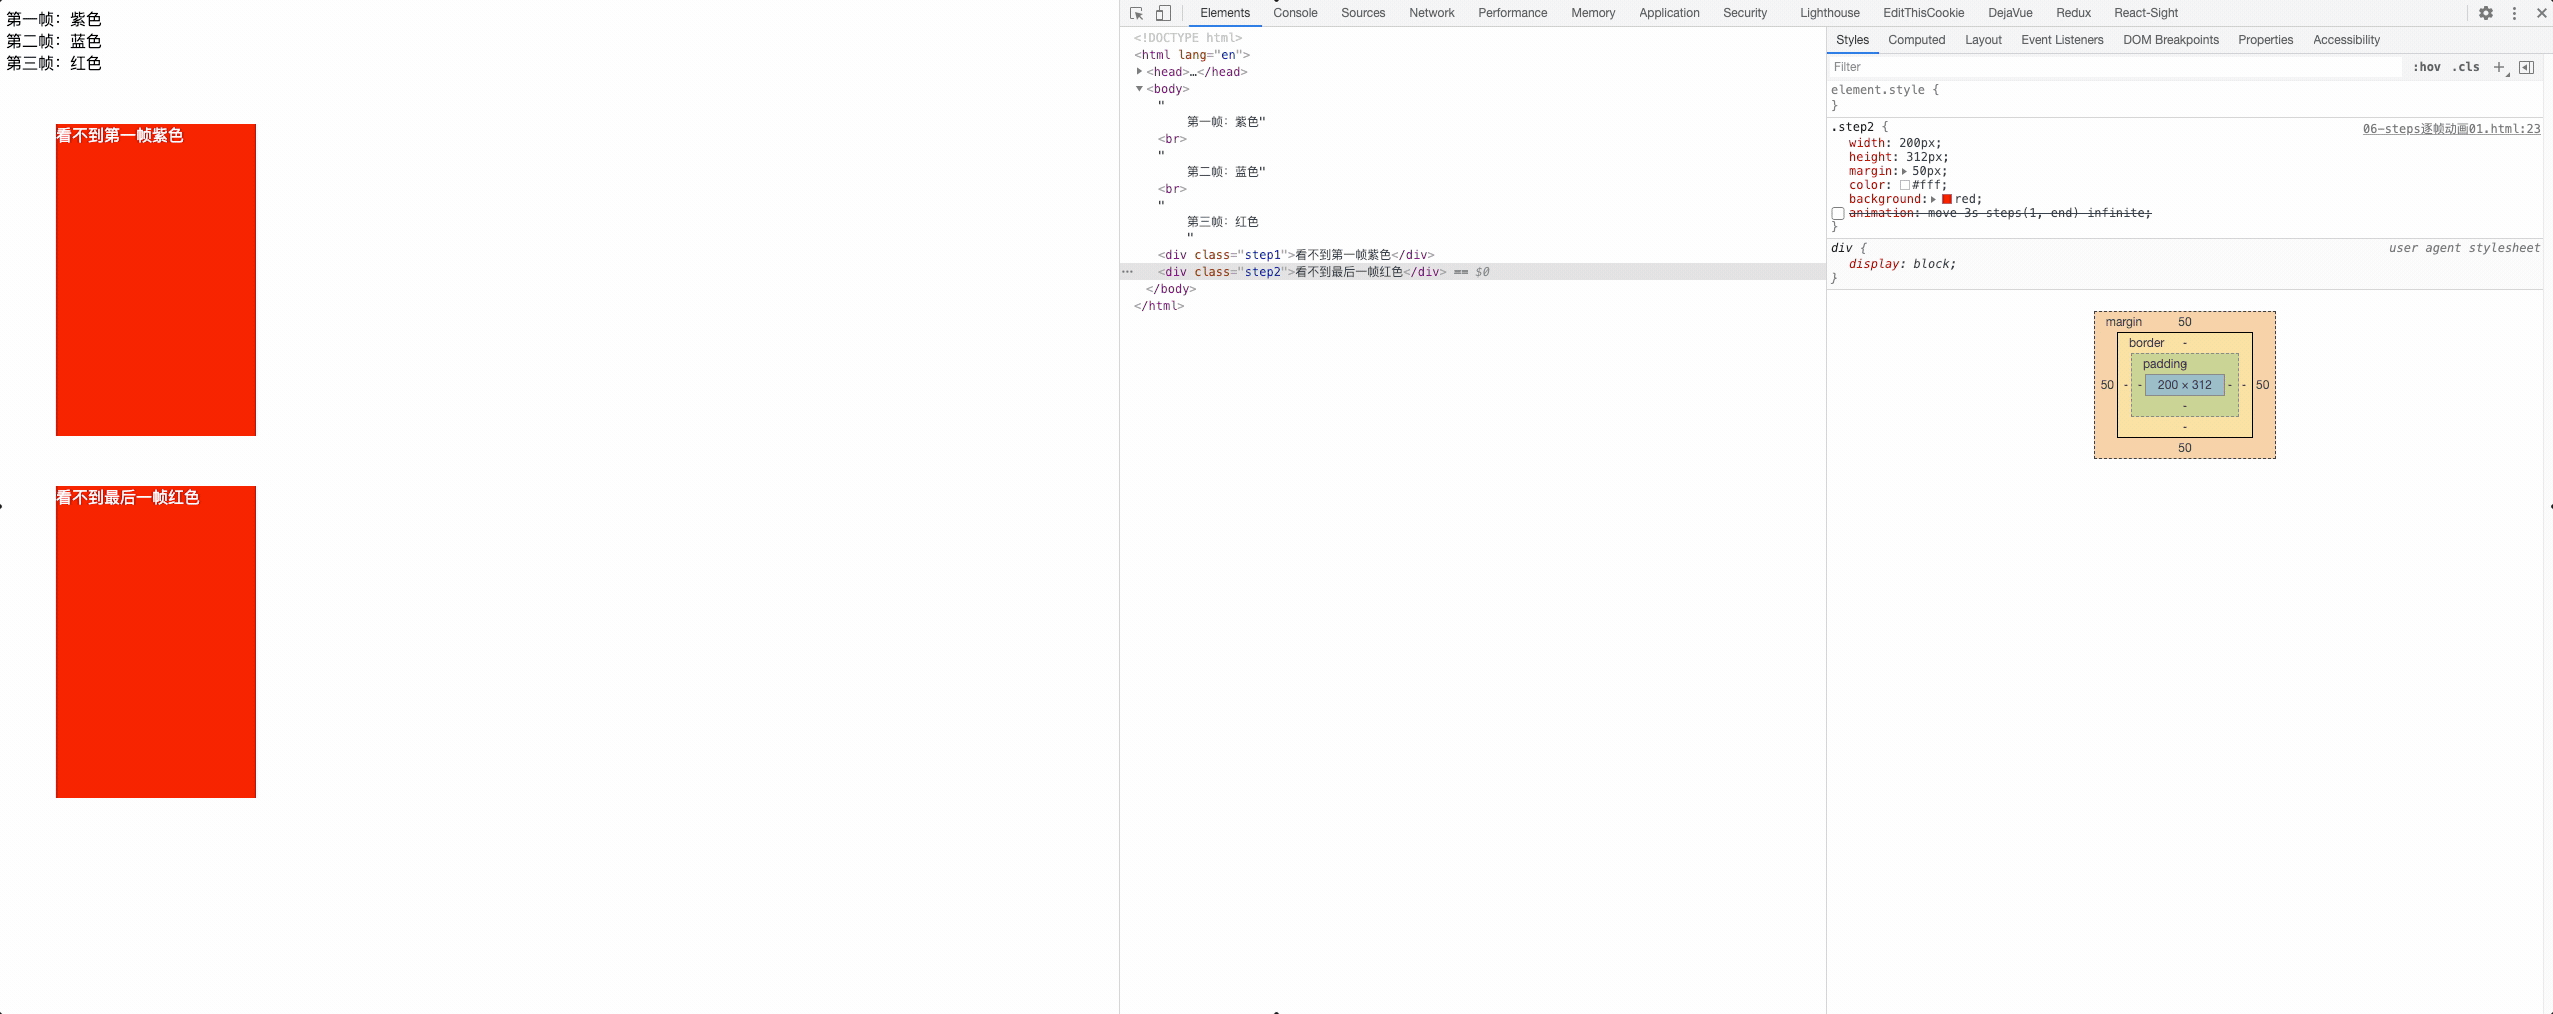 第一帧：紫色
第二帧：蓝色
第三帧：红色
看不到第一帧紫色
看不到最后一帧红色
Elements Console Sources Network Performance Memory Application Security Lighthouse EditThisCookie DejaVue Redux React-Sight
<!DOCTYPE html>
<html lang="en">
<head>…</head>
<body>
"
第一帧：紫色"
<br>
"
第二帧：蓝色"
<br>
"
第三帧：红色
"
<div class="step1">看不到第一帧紫色</div>
<div class="step2">看不到最后一帧红色</div> == $0
</body>
</html>
Styles Computed Layout Event Listeners DOM Breakpoints Properties Accessibility
Filter :hov .cls
element.style {
}
.step2 { 06-steps逐帧动画01.html:23
width: 200px;
height: 312px;
margin: 50px;
color: #fff;
background: red;
animation: move 3s steps(1, end) infinite;
}
div { user agent stylesheet
display: block;
}
margin 50
border -
padding -
50 - - 200 × 312 - - 50
-
-
50